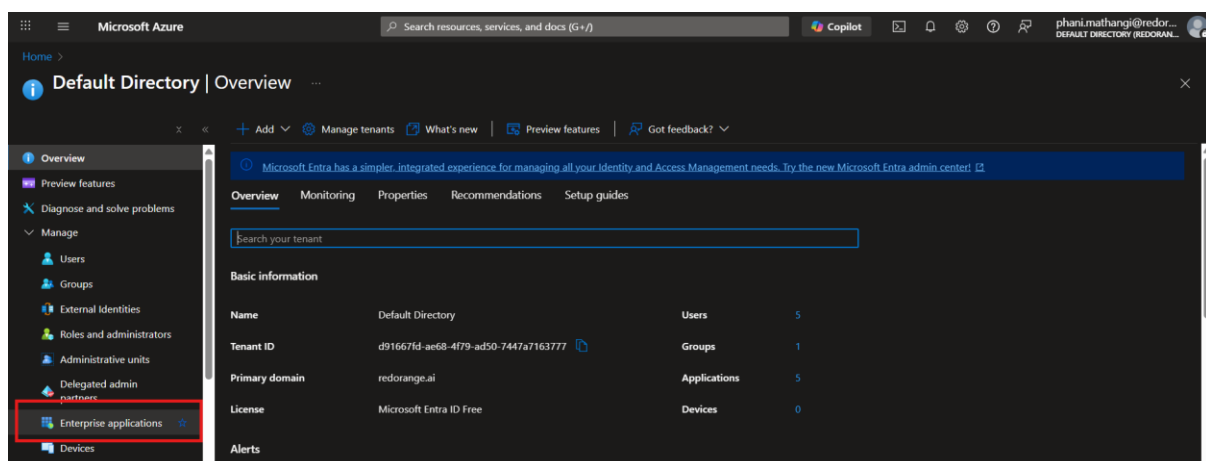 Microsoft Azure
Search resources, services, and docs (G+/)
Copilot
phani.mathangi@redor...
DEFAULT DIRECTORY (REDORAN...
Home >
Default Directory | Overview ...
+ Add Manage tenants What's new Preview features Got feedback?
Overview
Preview features
Diagnose and solve problems
Manage
Users
Groups
External Identities
Roles and administrators
Administrative units
Delegated admin
partners
Enterprise applications
Devices
Microsoft Entra has a simpler, integrated experience for managing all your Identity and Access Management needs. Try the new Microsoft Entra admin center!
Overview Monitoring Properties Recommendations Setup guides
Search your tenant
Basic information
Name Default Directory Users 5
Tenant ID d91667fd-ae68-4f79-ad50-7447a7163777 Groups 1
Primary domain redorange.ai Applications 5
License Microsoft Entra ID Free Devices 0
Alerts